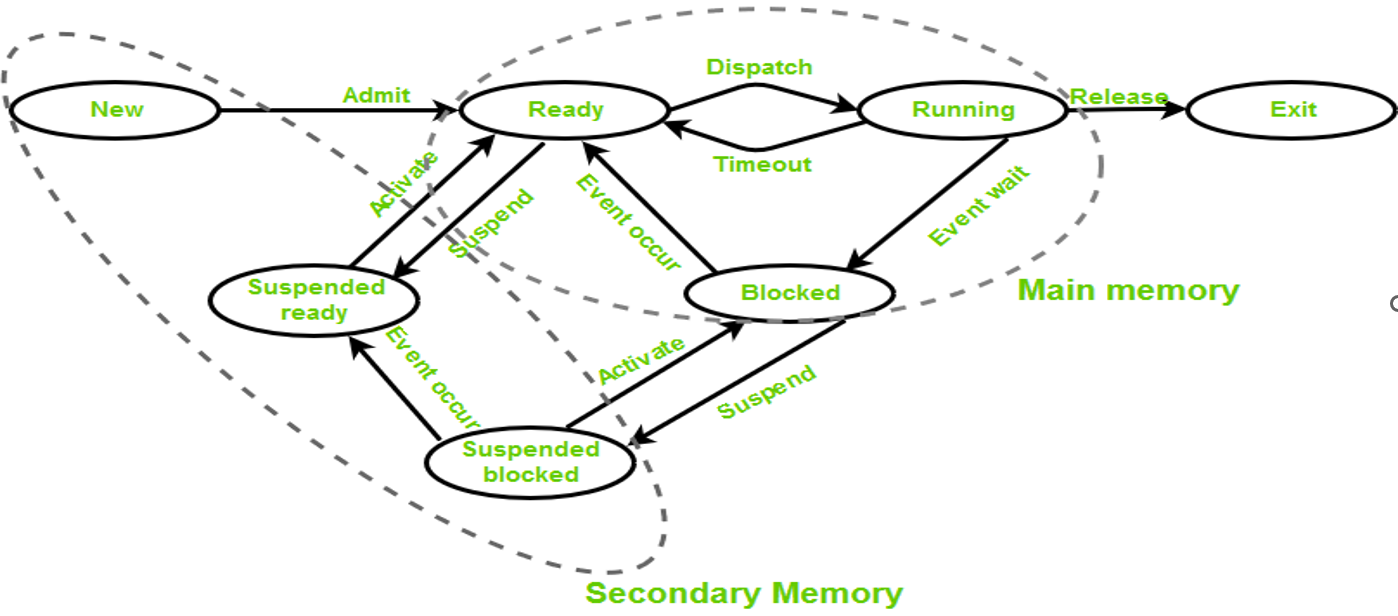 Dispatch
New
Admit
Ready
Running
Release
Exit
Timeout
Activate
Suspend
Event occur
Event wait
Suspended
ready
Blocked
Main memory
Event occur
Activate
Suspend
Suspended
blocked
Secondary Memory